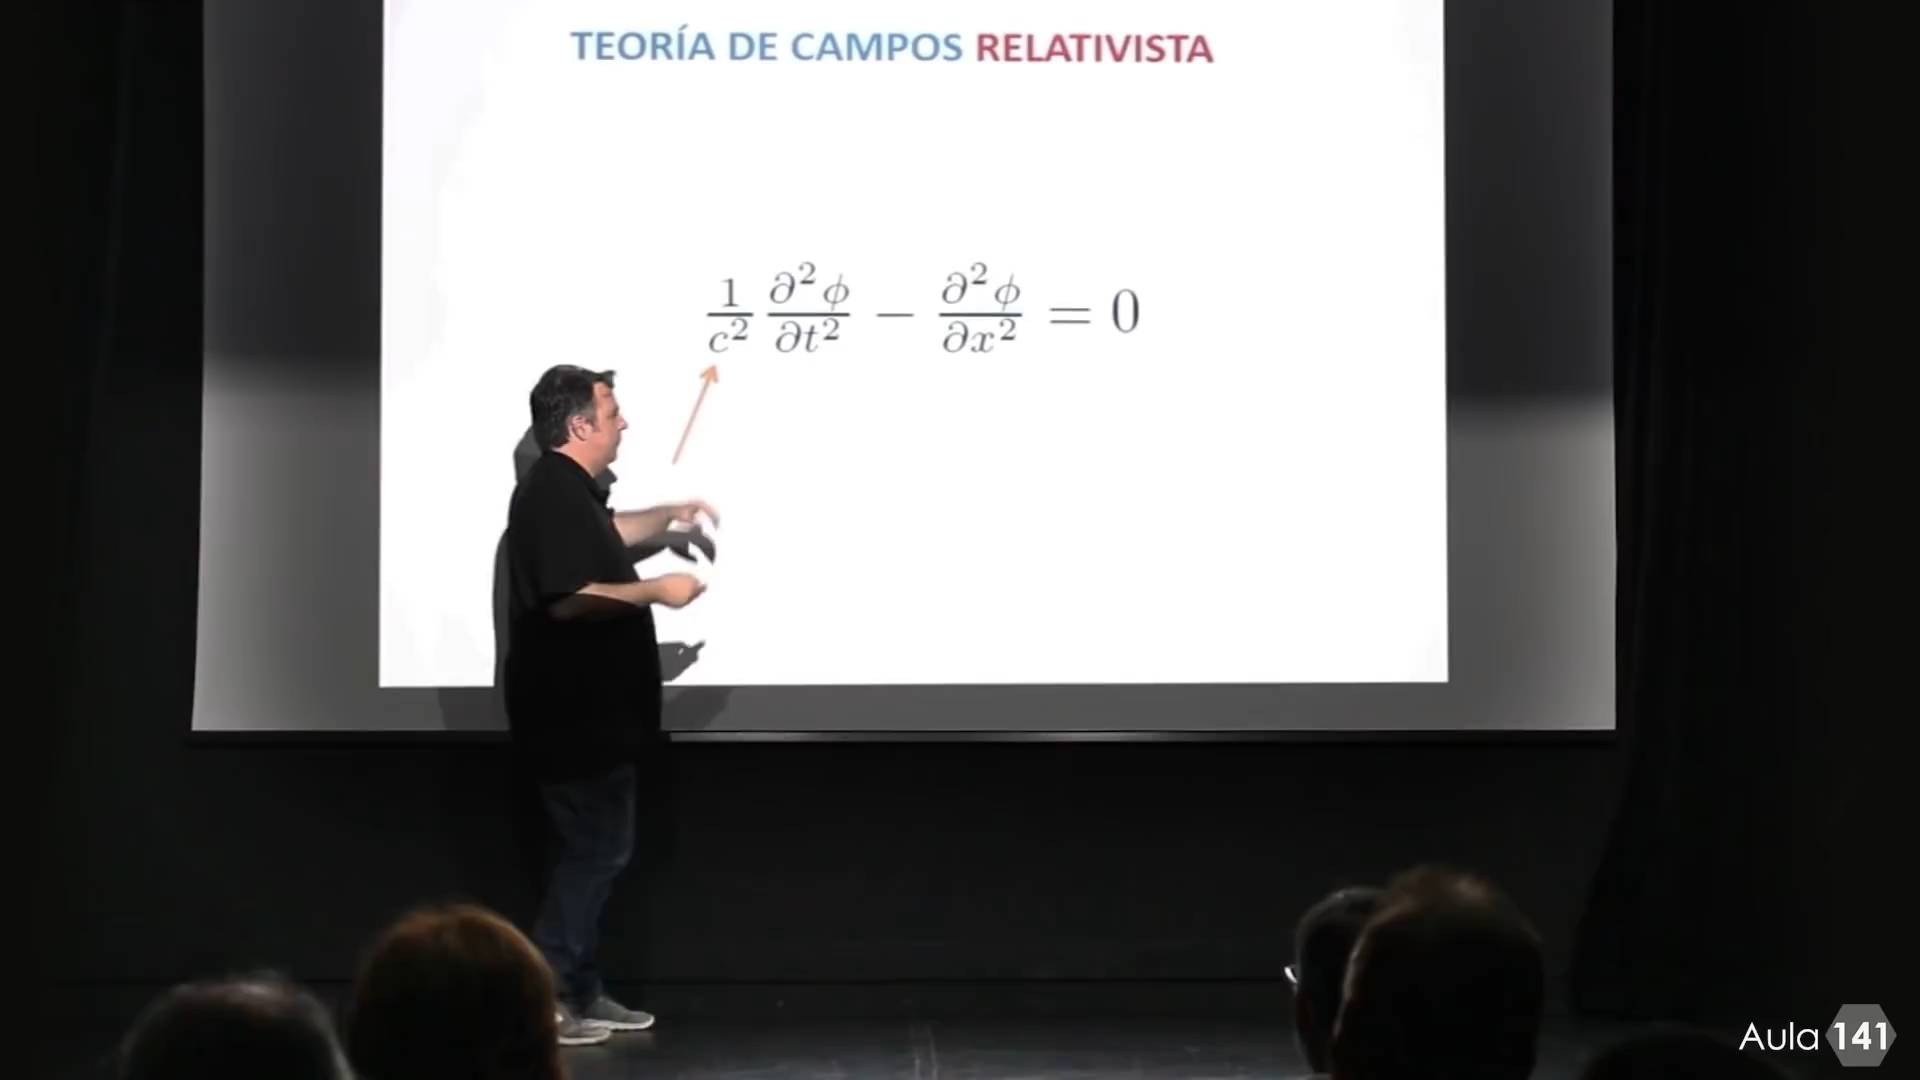 TEORÍA DE CAMPOS RELATIVISTA
1/c² ∂²ϕ/∂t² − ∂²ϕ/∂x² = 0
Aula 141